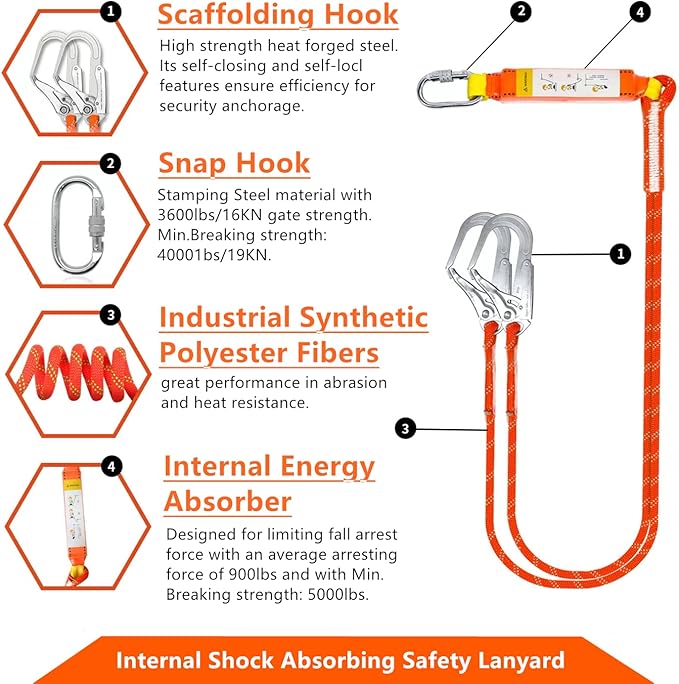 1
Scaffolding Hook
High strength heat forged steel.
Its self-closing and self-locl
features ensure efficiency for
security anchorage.
2
Snap Hook
Stamping Steel material with
3600lbs/16KN gate strength.
Min.Breaking strength:
40001bs/19KN.
3
Industrial Synthetic
Polyester Fibers
great performance in abrasion
and heat resistance.
4
Internal Energy
Absorber
Designed for limiting fall arrest
force with an average arresting
force of 900lbs and with Min.
Breaking strength: 5000lbs.
2
4
1
3
Internal Shock Absorbing Safety Lanyard